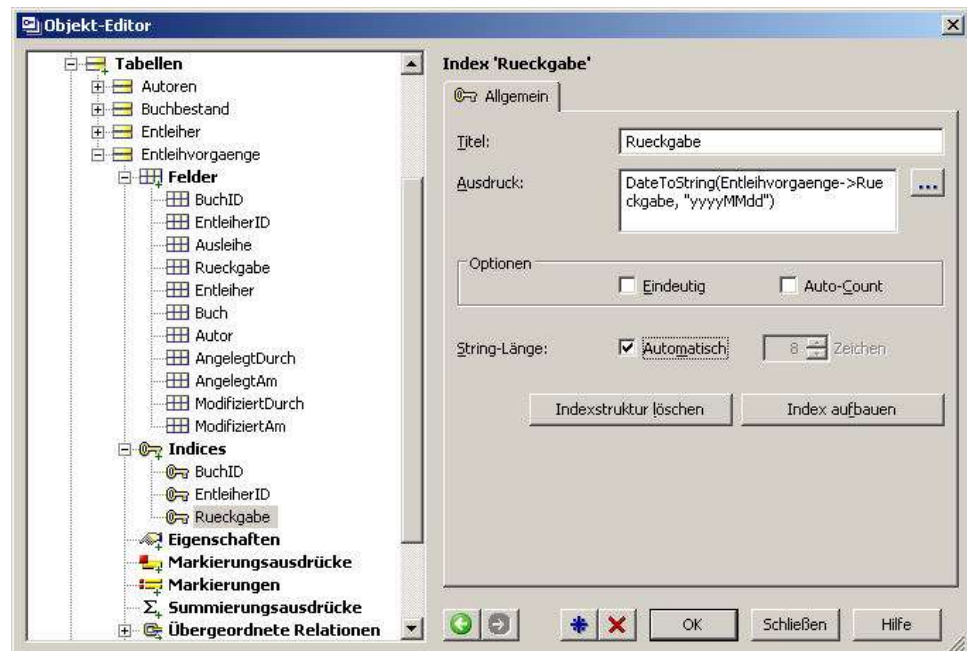 Objekt-Editor
Tabellen
Autoren
Buchbestand
Entleiher
Entleihvorgaenge
Felder
BuchID
EntleiherID
Ausleihe
Rueckgabe
Entleiher
Buch
Autor
AngelegtDurch
AngelegtAm
ModifiziertDurch
ModifiziertAm
Indices
BuchID
EntleiherID
Rueckgabe
Eigenschaften
Markierungsausdrücke
Markierungen
Summierungsausdrücke
Übergeordnete Relationen
Index 'Rueckgabe'
Allgemein
Titel: Rueckgabe
Ausdruck: DateToString(Entleihvorgaenge->Rue
ckgabe, "yyyyMMdd") ...
Optionen
Eindeutig Auto-Count
String-Länge: Automatisch 8 Zeichen
Indexstruktur löschen Index aufbauen
OK Schließen Hilfe